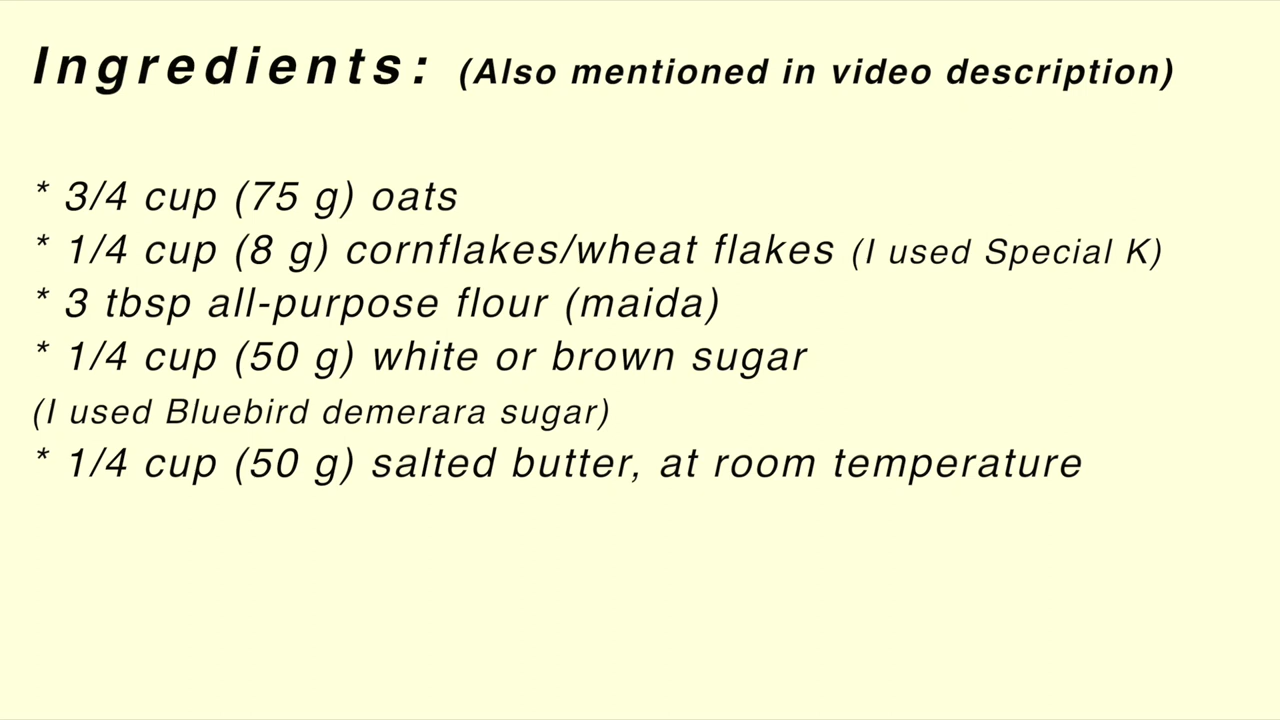 Ingredients: (Also mentioned in video description)
* 3/4 cup (75 g) oats
* 1/4 cup (8 g) cornflakes/wheat flakes (I used Special K)
* 3 tbsp all-purpose flour (maida)
* 1/4 cup (50 g) white or brown sugar
(I used Bluebird demerara sugar)
* 1/4 cup (50 g) salted butter, at room temperature